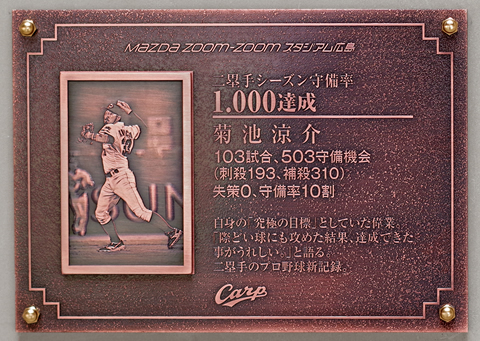 MAZDA ZOOM-ZOOM スタジアム広島
二塁手シーズン守備率
1.000達成
菊池涼介
103試合、503守備機会
(刺殺193、補殺310)
失策0、守備率10割
自身の「究極の目標」としていた偉業。
「際どい球にも攻めた結果、達成できた
事がうれしい。」と語る。
二塁手のプロ野球新記録。
Carp